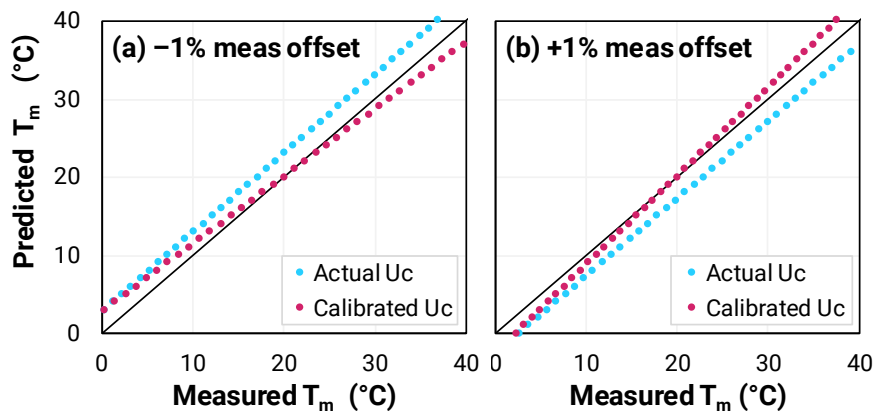 Predicted Tₘ (°C)
(a) −1% meas offset
40
30
20
10
0
Actual Uc
Calibrated Uc
0 10 20 30 40
Measured Tₘ (°C)
(b) +1% meas offset
Actual Uc
Calibrated Uc
0 10 20 30 40
Measured Tₘ (°C)